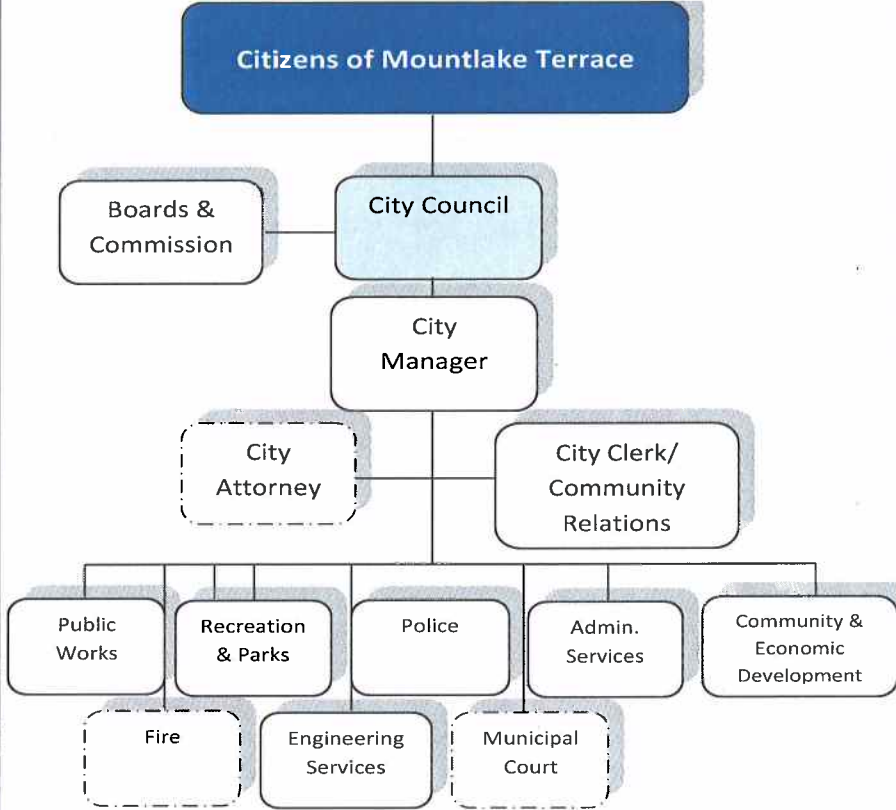 Citizens of Mountlake Terrace
Boards &
Commission
City Council
City
Manager
City
Attorney
City Clerk/
Community
Relations
Public
Works
Recreation
& Parks
Police
Admin.
Services
Community &
Economic
Development
Fire
Engineering
Services
Municipal
Court